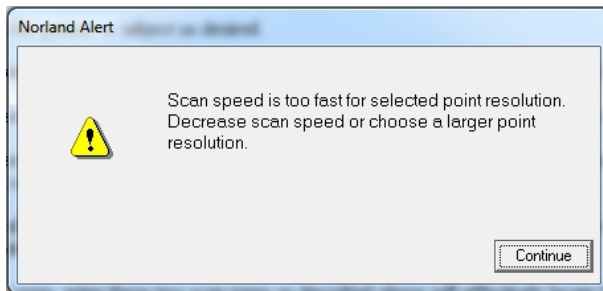 Norland Alert
Scan speed is too fast for selected point resolution.
Decrease scan speed or choose a larger point
resolution.
Continue